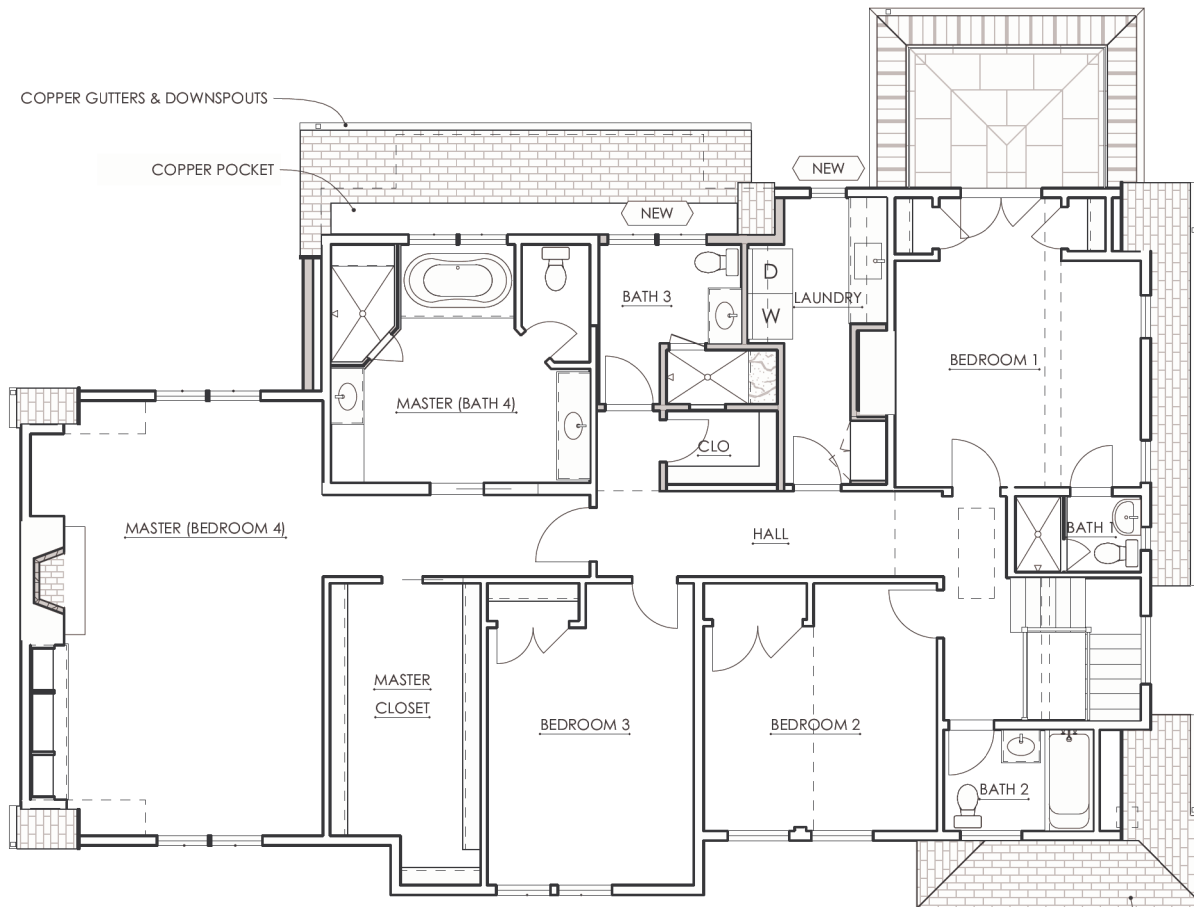 COPPER GUTTERS & DOWNSPOUTS
COPPER POCKET
NEW
NEW
D
W
LAUNDRY
BATH 3
BEDROOM 1
MASTER (BATH 4)
CLO
MASTER (BEDROOM 4)
HALL
BATH 1
MASTER
CLOSET
BEDROOM 3
BEDROOM 2
BATH 2